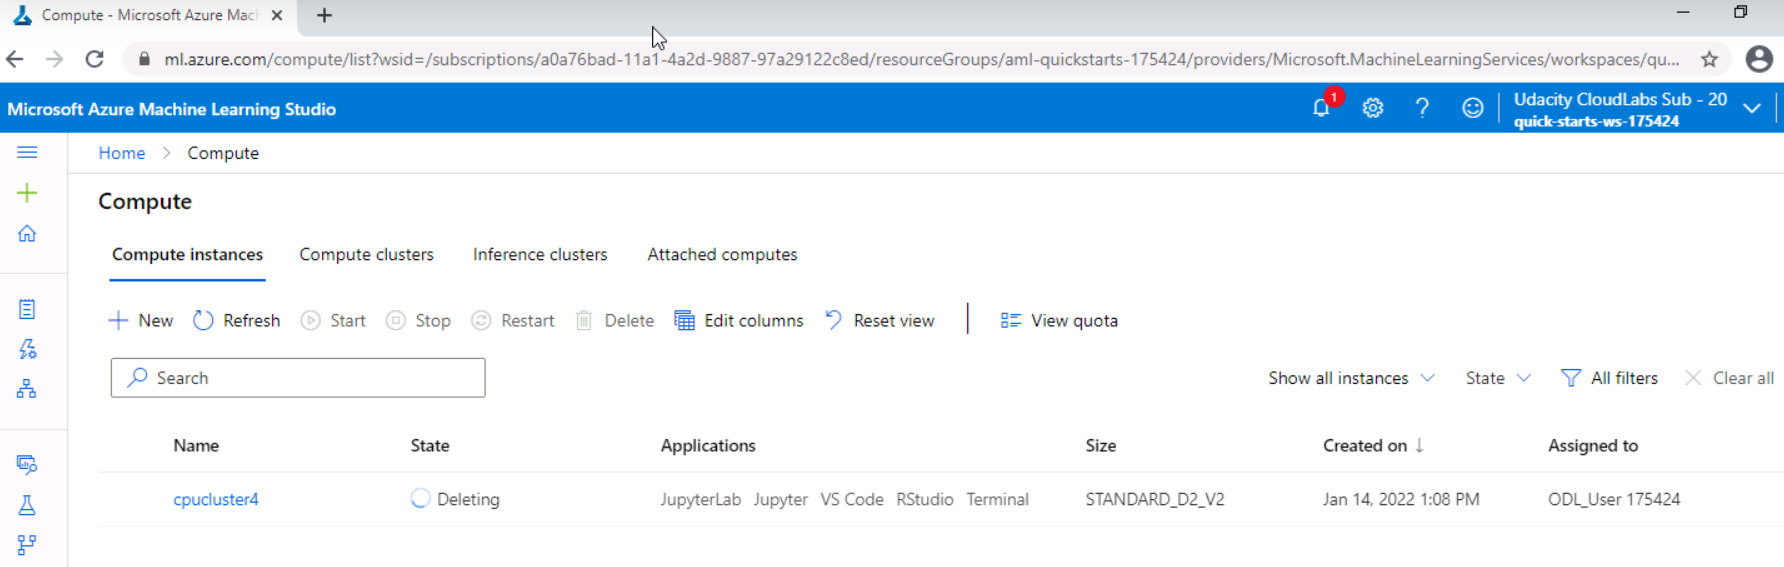 Compute - Microsoft Azure Mach
ml.azure.com/compute/list?wsid=/subscriptions/a0a76bad-11a1-4a2d-9887-97a29122c8ed/resourceGroups/aml-quickstarts-175424/providers/Microsoft.MachineLearningServices/workspaces/qu...
Microsoft Azure Machine Learning Studio
1
Udacity CloudLabs Sub - 20
quick-starts-ws-175424
Home > Compute
Compute
Compute instances Compute clusters Inference clusters Attached computes
New Refresh Start Stop Restart Delete Edit columns Reset view View quota
Search Show all instances State All filters Clear all
Name State Applications Size Created on ↓ Assigned to
cpucluster4 Deleting JupyterLab Jupyter VS Code RStudio Terminal STANDARD_D2_V2 Jan 14, 2022 1:08 PM ODL_User 175424